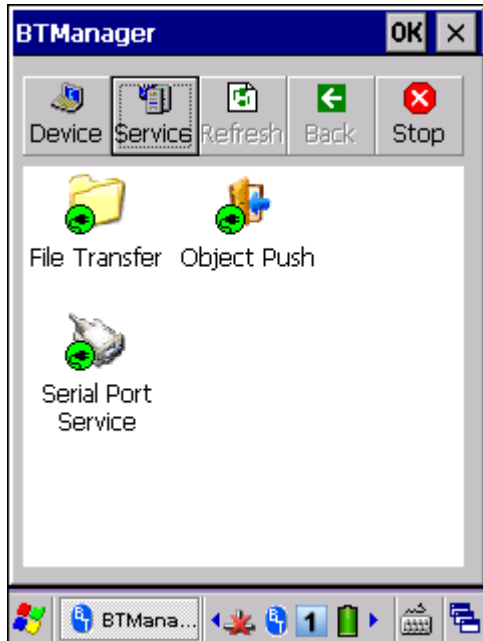 BTManager OK
Device Service Refresh Back Stop
File Transfer Object Push
Serial Port
Service
BTMana... 1